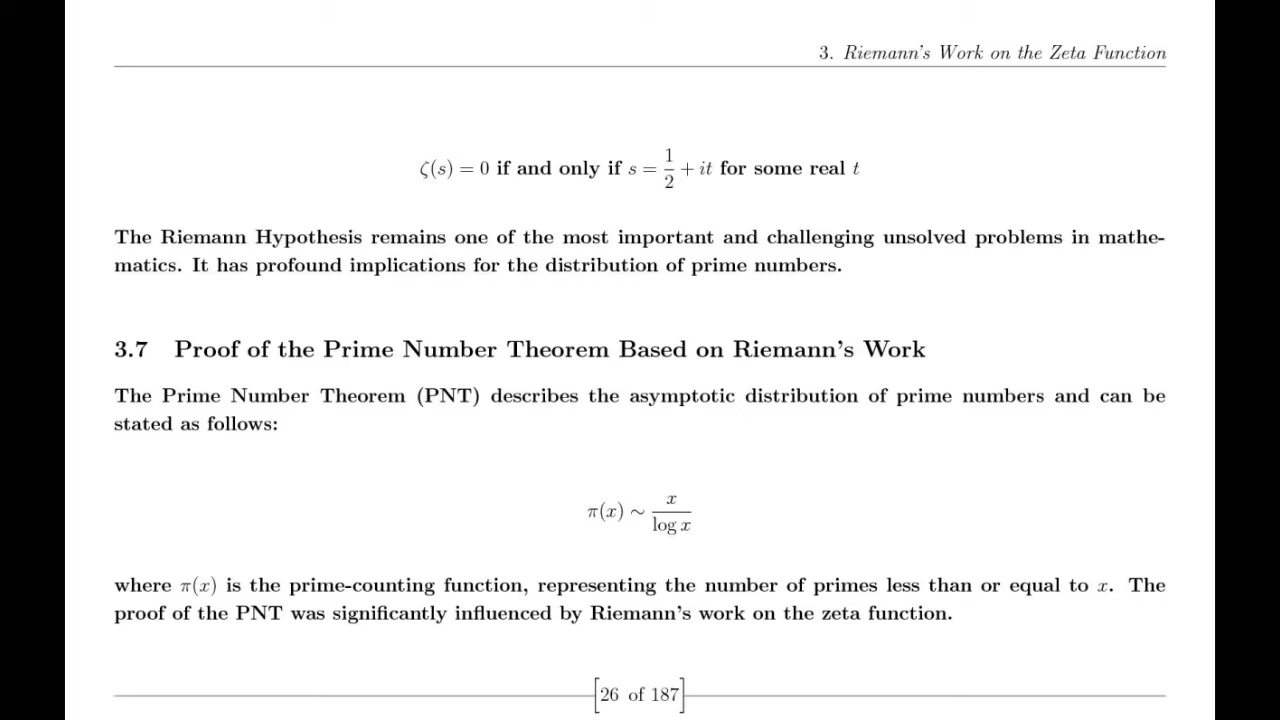 3. Riemann's Work on the Zeta Function
ζ(s) = 0 if and only if s = 1/2 + it for some real t
The Riemann Hypothesis remains one of the most important and challenging unsolved problems in mathe-
matics. It has profound implications for the distribution of prime numbers.
3.7 Proof of the Prime Number Theorem Based on Riemann's Work
The Prime Number Theorem (PNT) describes the asymptotic distribution of prime numbers and can be
stated as follows:
π(x) ∼ x / log x
where π(x) is the prime-counting function, representing the number of primes less than or equal to x. The
proof of the PNT was significantly influenced by Riemann's work on the zeta function.
[26 of 187]